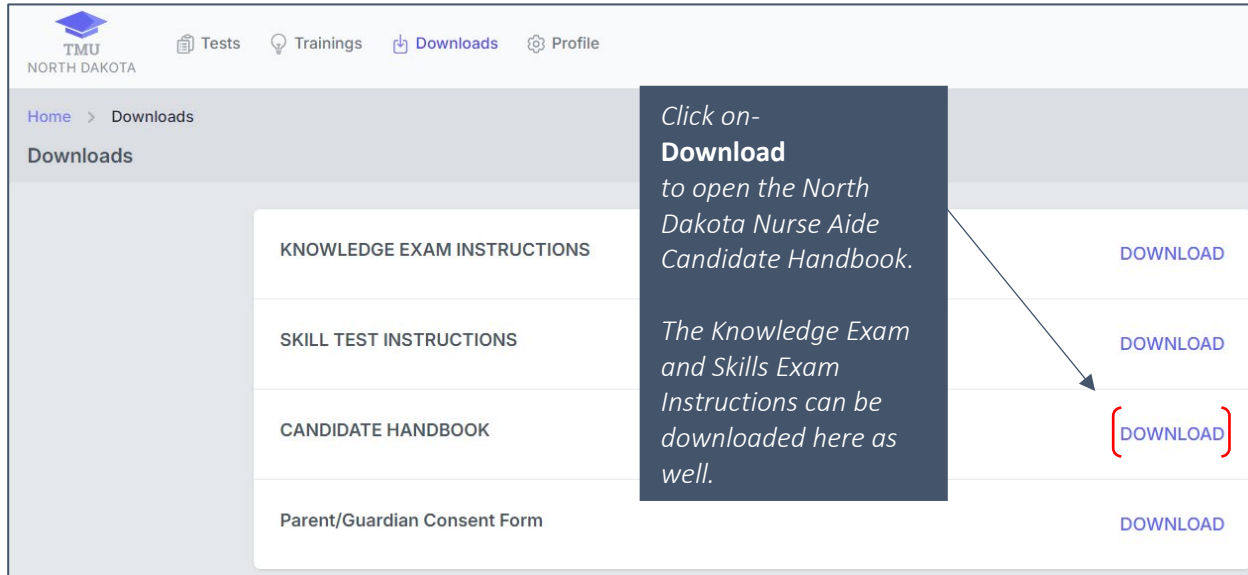 TMU
NORTH DAKOTA
Tests
Trainings
Downloads
Profile
Home > Downloads
Downloads
Click on-
Download
to open the North
Dakota Nurse Aide
Candidate Handbook.
The Knowledge Exam
and Skills Exam
Instructions can be
downloaded here as
well.
KNOWLEDGE EXAM INSTRUCTIONS
DOWNLOAD
SKILL TEST INSTRUCTIONS
DOWNLOAD
CANDIDATE HANDBOOK
DOWNLOAD
Parent/Guardian Consent Form
DOWNLOAD